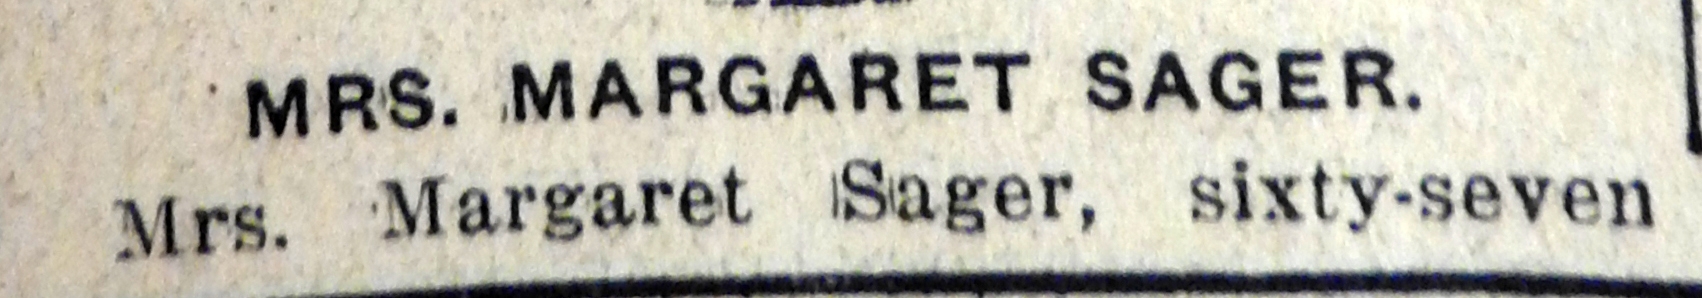 MRS. MARGARET SAGER.
Mrs. Margaret Sager, sixty-seven